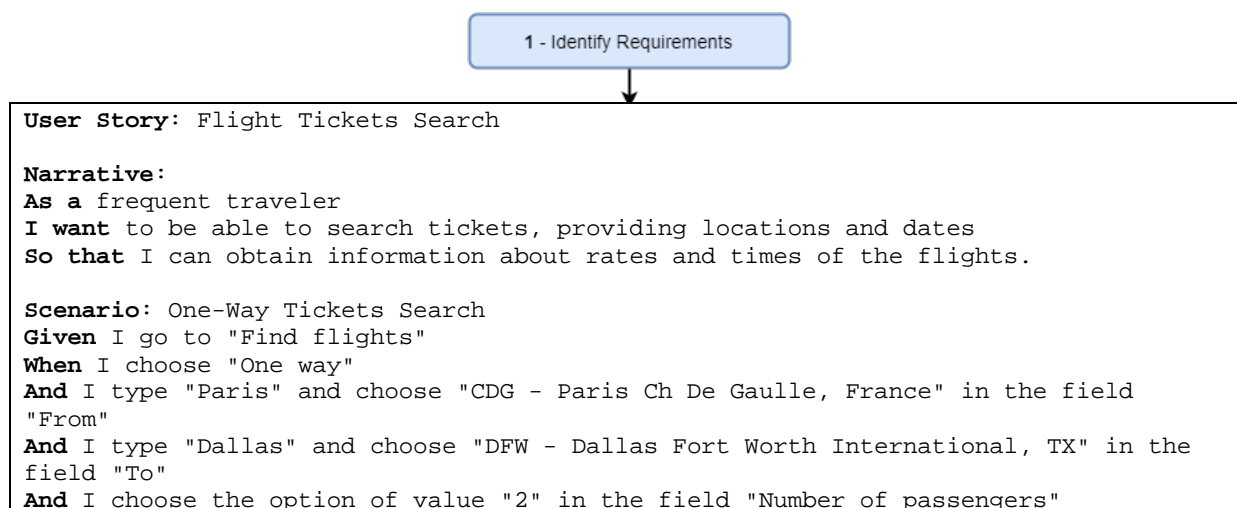 1 - Identify Requirements
User Story: Flight Tickets Search
Narrative:
As a frequent traveler
I want to be able to search tickets, providing locations and dates
So that I can obtain information about rates and times of the flights.
Scenario: One-Way Tickets Search
Given I go to "Find flights"
When I choose "One way"
And I type "Paris" and choose "CDG - Paris Ch De Gaulle, France" in the field
"From"
And I type "Dallas" and choose "DFW - Dallas Fort Worth International, TX" in the
field "To"
And I choose the option of value "2" in the field "Number of passengers"